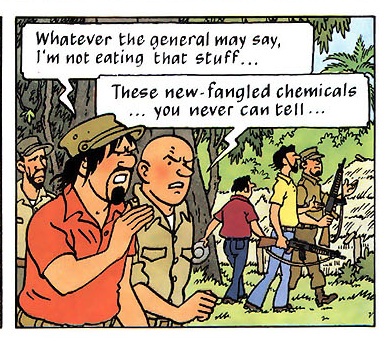 Whatever the general may say,
I'm not eating that stuff...
These new-fangled chemicals
... you never can tell...